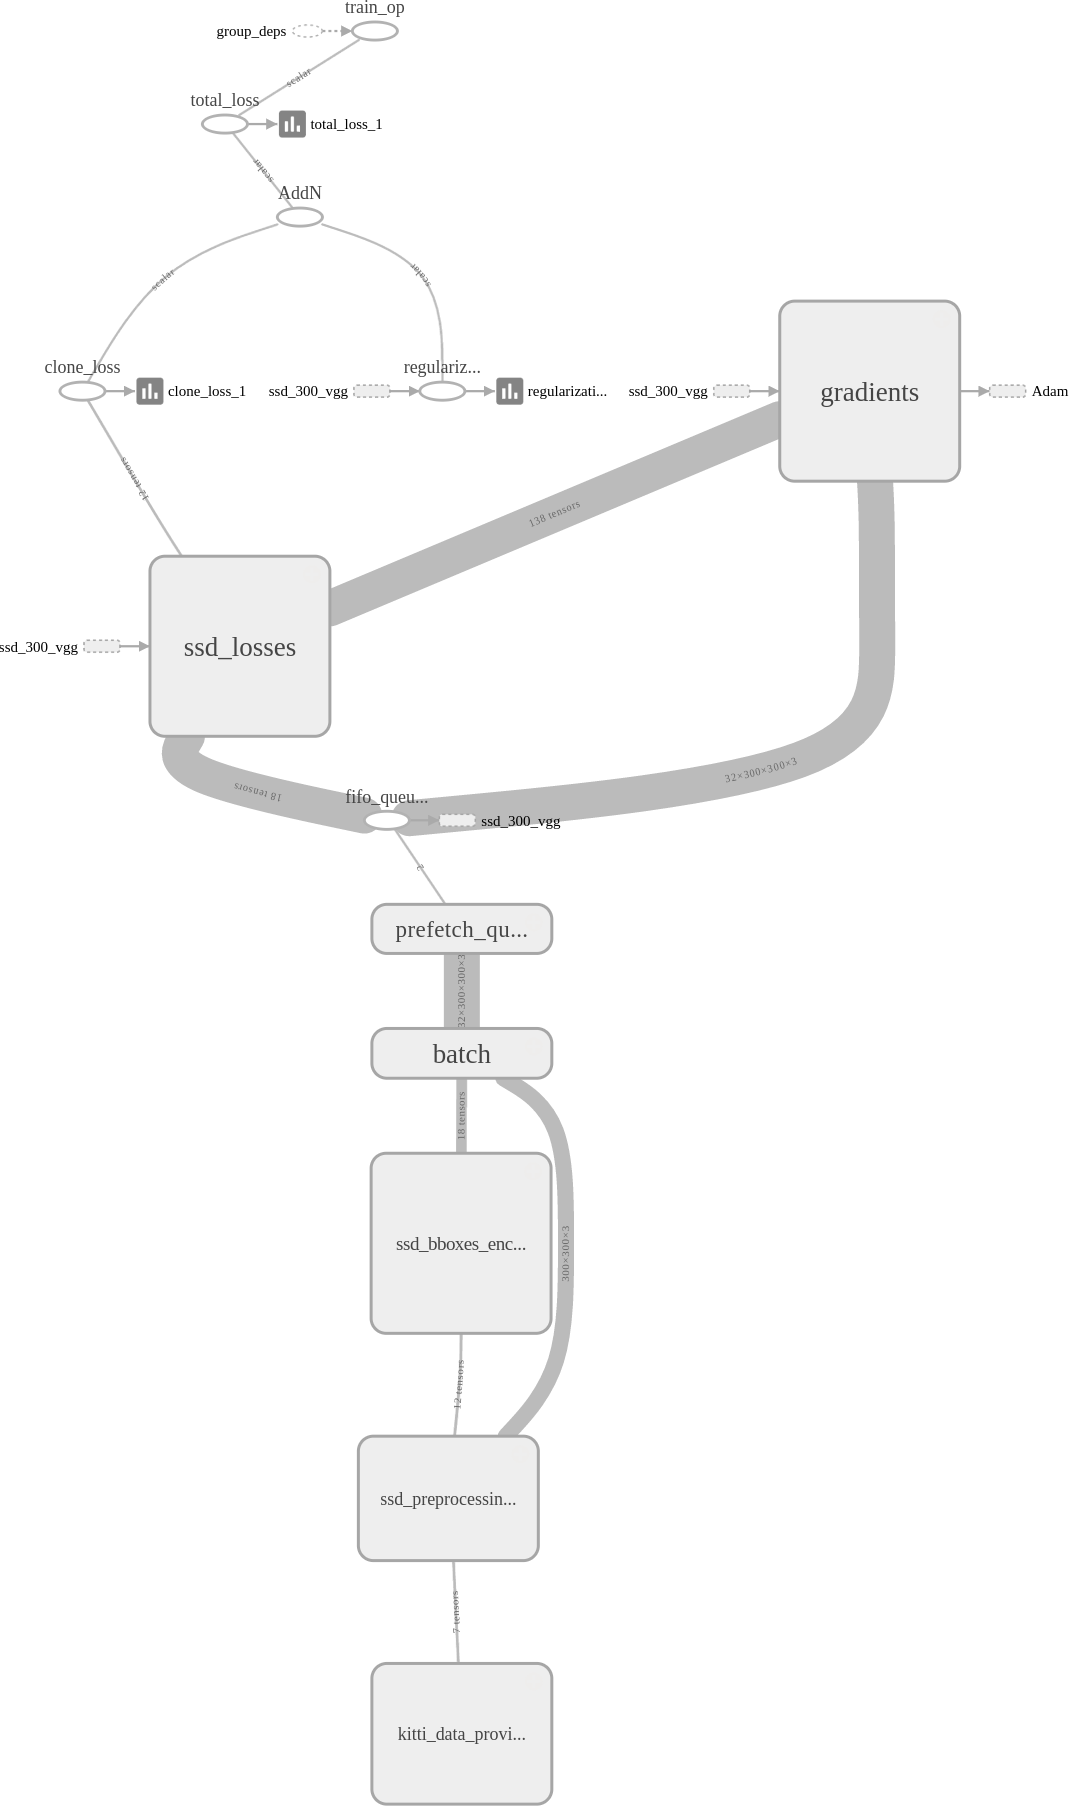 train_op
group_deps
scalar
total_loss
total_loss_1
scalar
AddN
scalar
scalar
clone_loss
clone_loss_1
ssd_300_vgg
regulariz...
regularizati...
ssd_300_vgg
gradients
Adam
12 tensors
138 tensors
ssd_300_vgg
ssd_losses
18 tensors
32×300×300×3
fifo_queu...
ssd_300_vgg
2
prefetch_qu...
32×300×300×3
batch
18 tensors
ssd_bboxes_enc...
300×300×3
12 tensors
ssd_preprocessin...
7 tensors
kitti_data_provi...